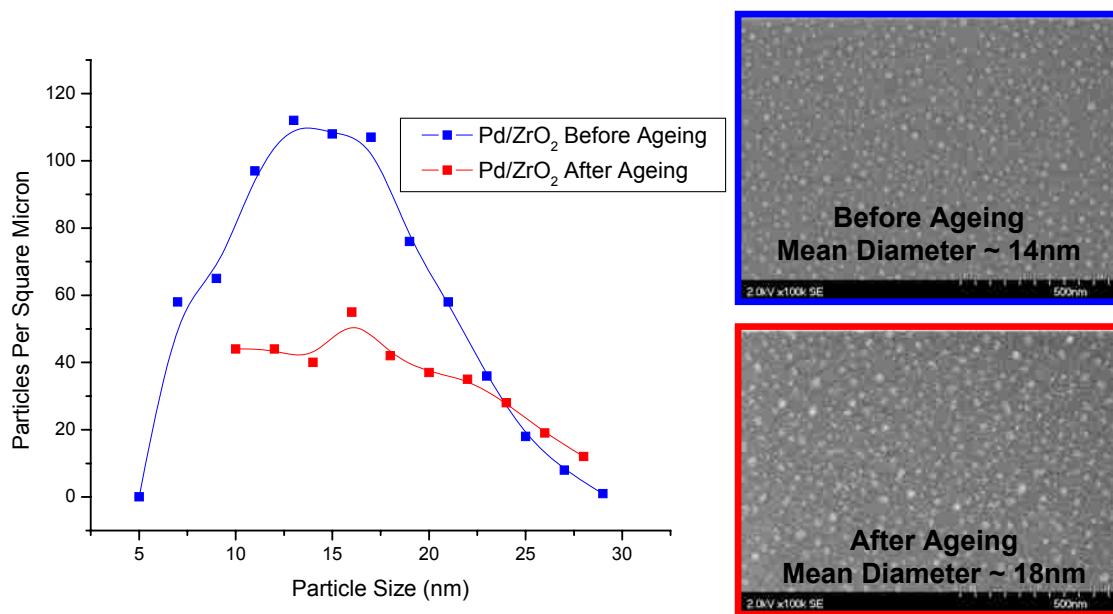 Particles Per Square Micron
120
100
80
60
40
20
0
5
10
15
20
25
30
Particle Size (nm)
Pd/ZrO₂ Before Ageing
Pd/ZrO₂ After Ageing
Before Ageing
Mean Diameter ~ 14nm
2.0kV x100k SE
500nm
After Ageing
Mean Diameter ~ 18nm
2.0kV x100k SE
500nm